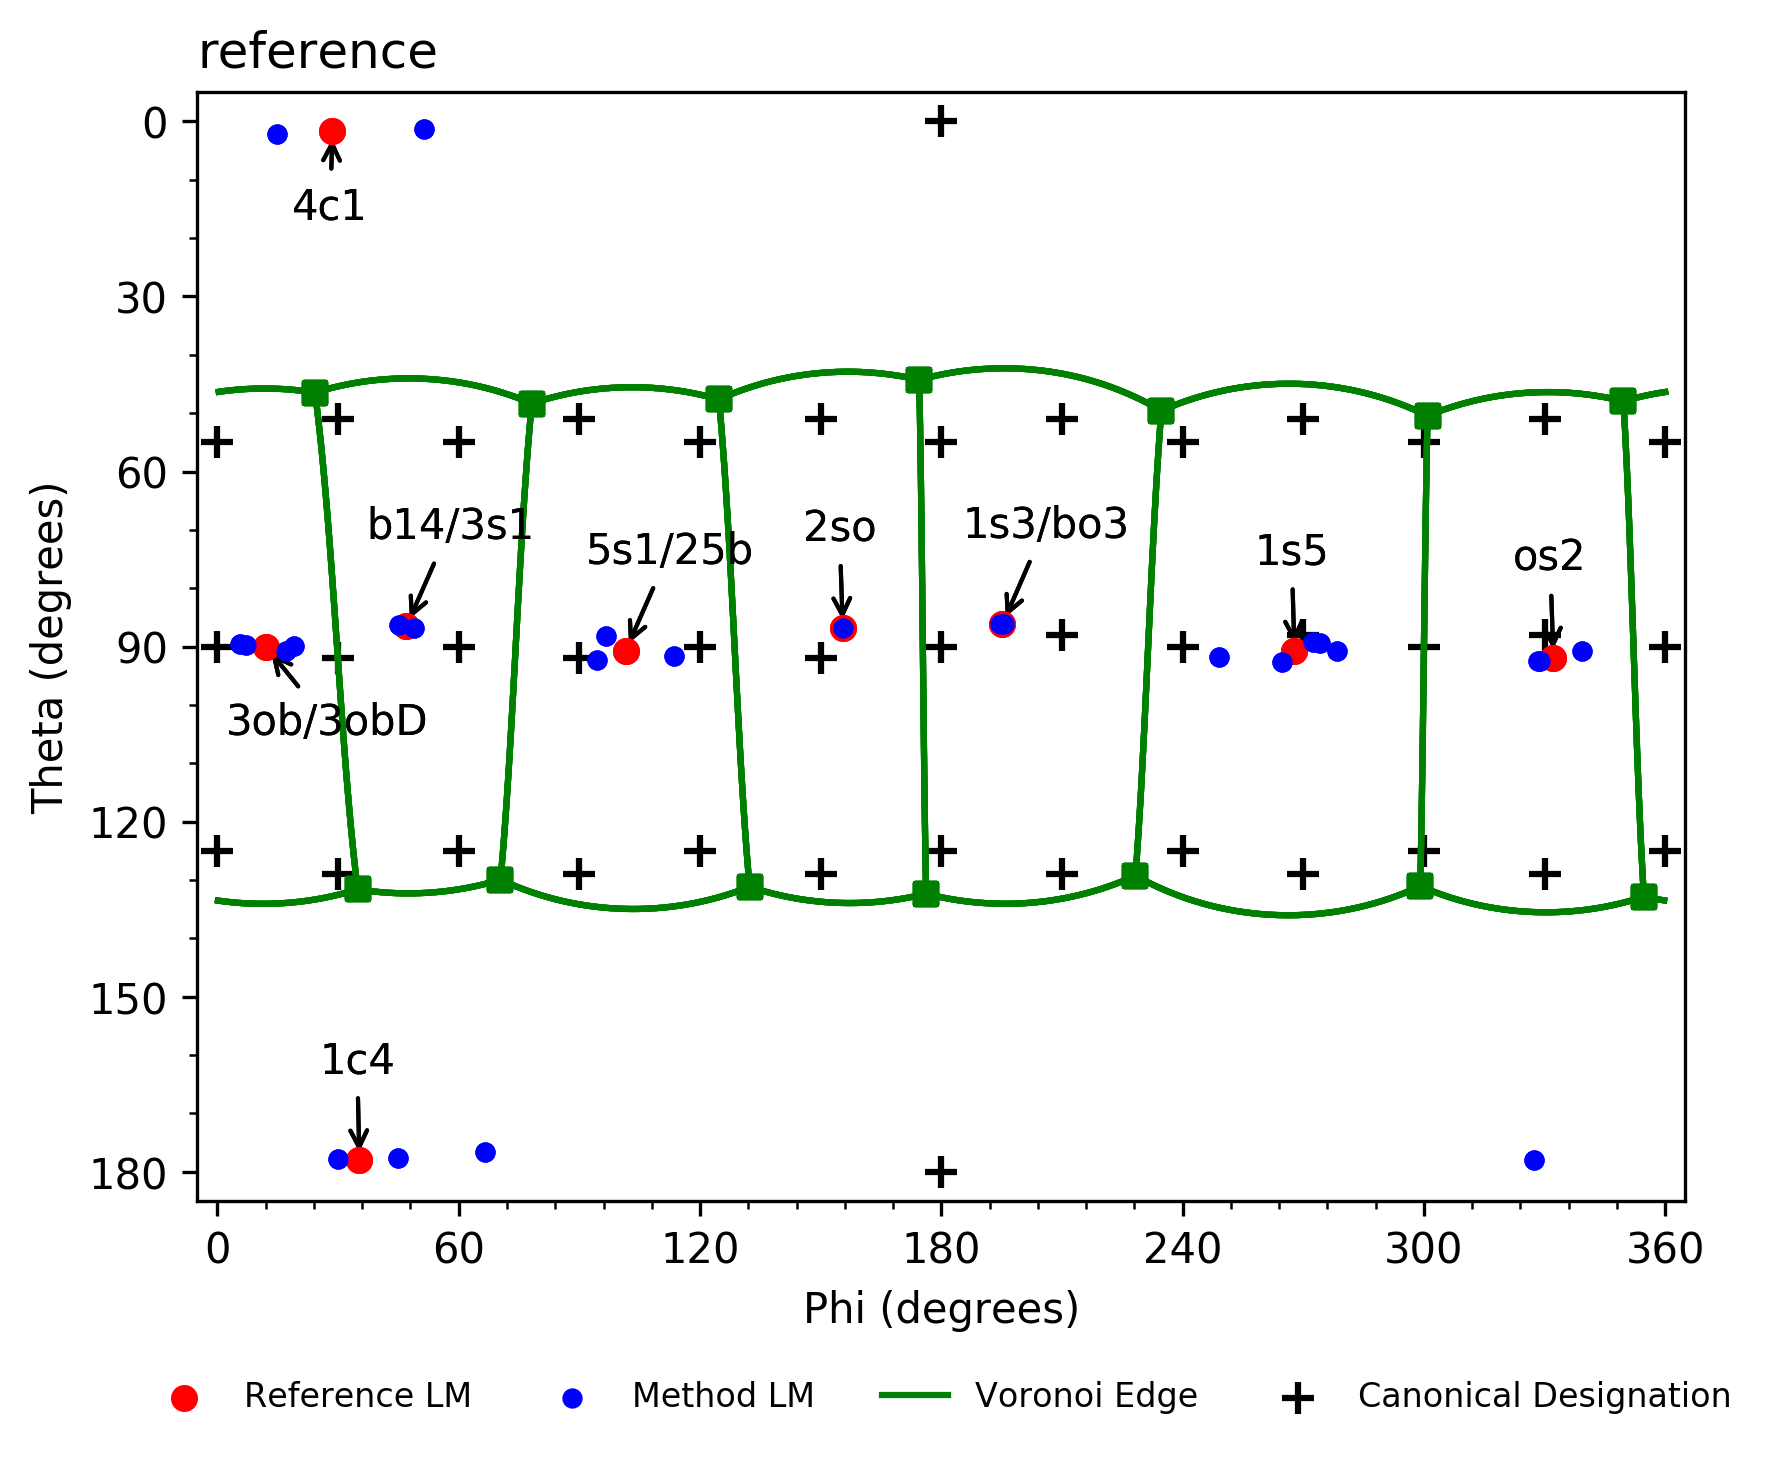 reference
0
4c1
30
60
b14/3s1
5s1/25b
2so
1s3/bo3
1s5
os2
Theta (degrees)
90
3ob/3obD
120
150
1c4
180
0 60 120 180 240 300 360
Phi (degrees)
Reference LM Method LM Voronoi Edge Canonical Designation